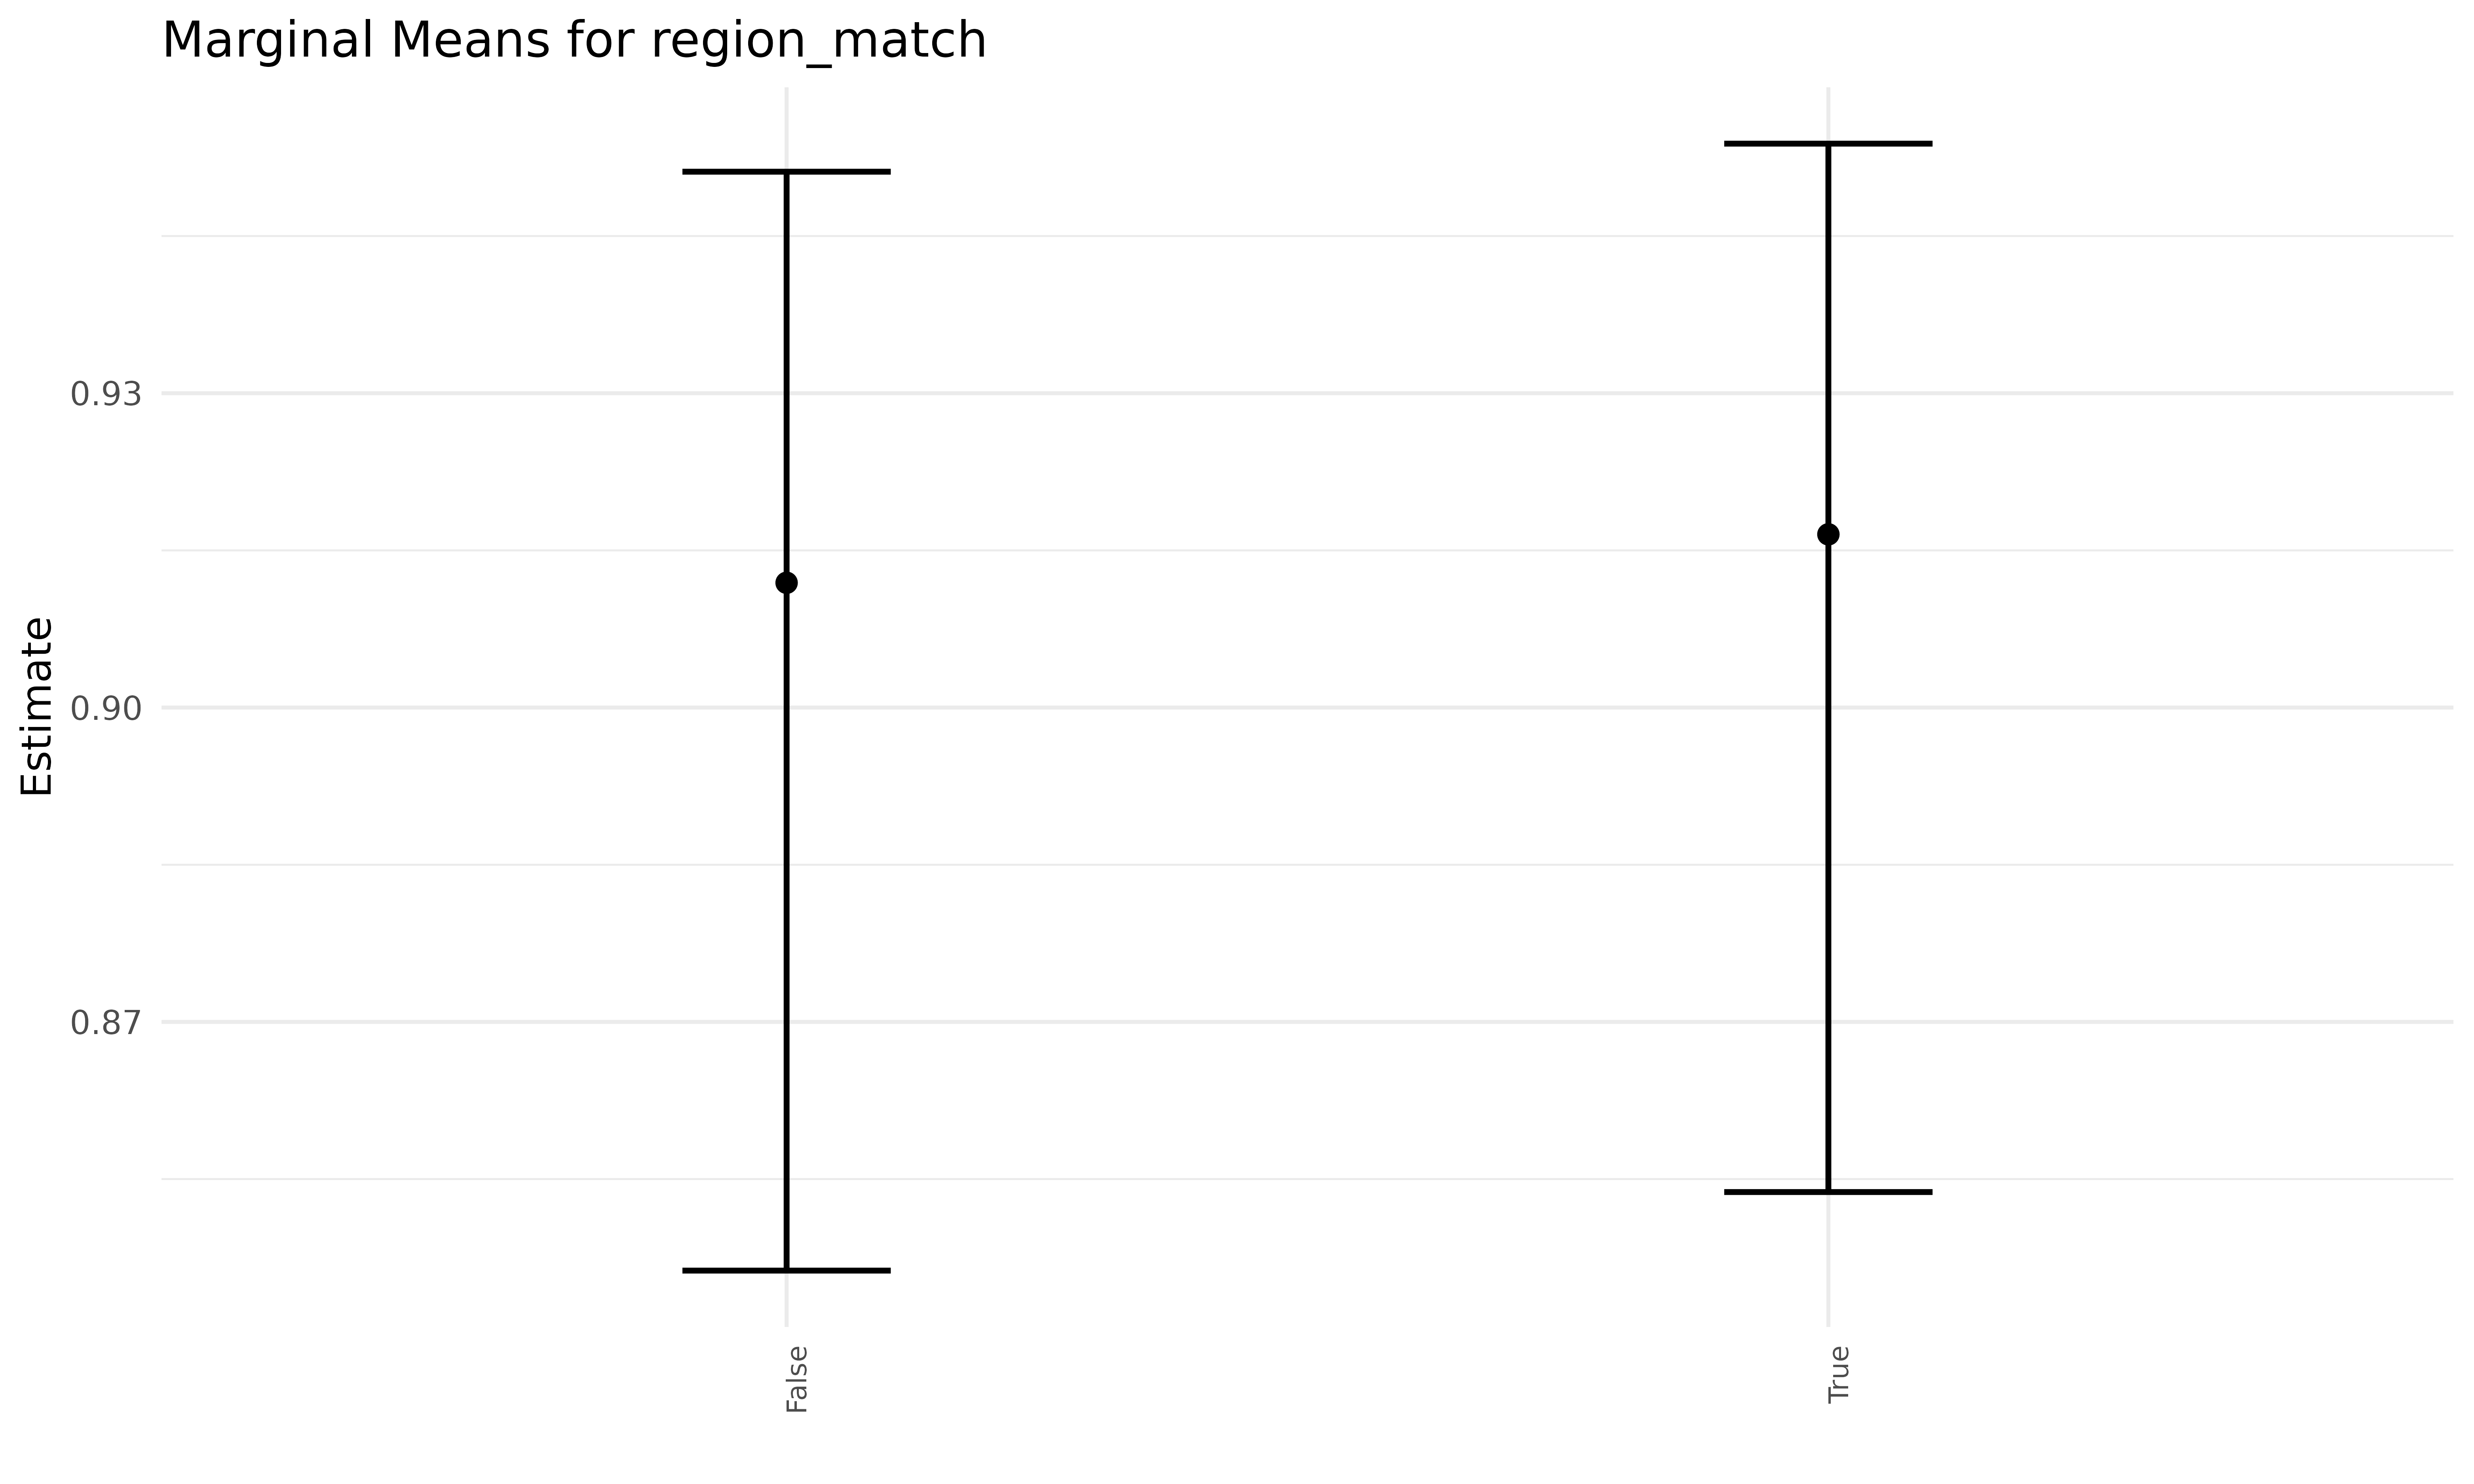 Marginal Means for region_match
Estimate
0.93
0.90
0.87
False
True